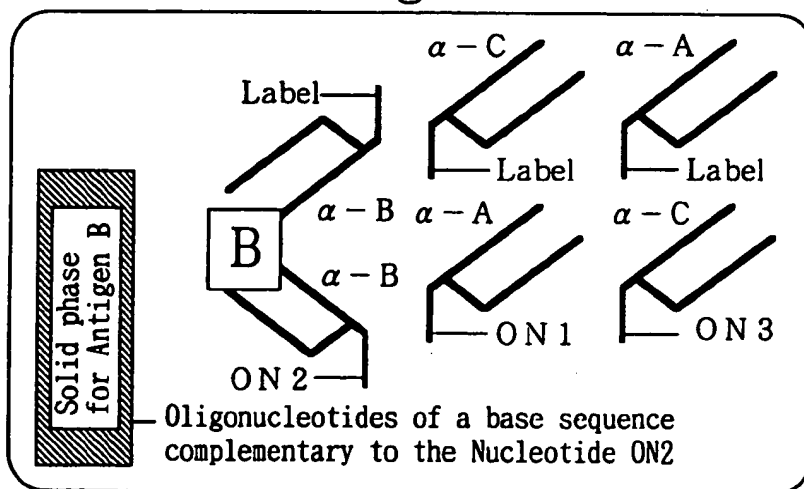 α-C
α-A
Label
Label
Label
α-B
α-A
α-C
B
α-B
ON1
ON3
ON2
Solid phase
for Antigen B
Oligonucleotides of a base sequence
complementary to the Nucleotide ON2